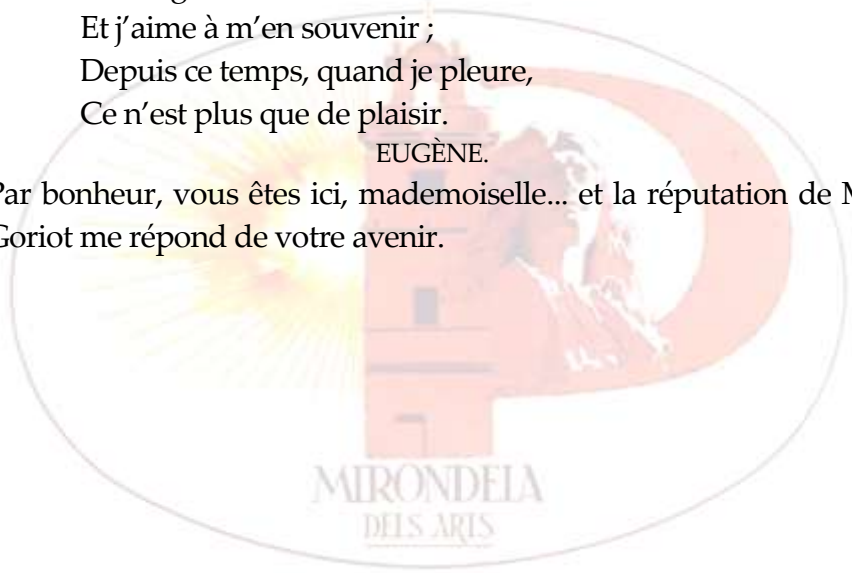 Et j’aime à m’en souvenir ;
Depuis ce temps, quand je pleure,
Ce n’est plus que de plaisir.
EUGÈNE.
Par bonheur, vous êtes ici, mademoiselle... et la réputation de M
Goriot me répond de votre avenir.
MIRONDELA
DELS ARTS